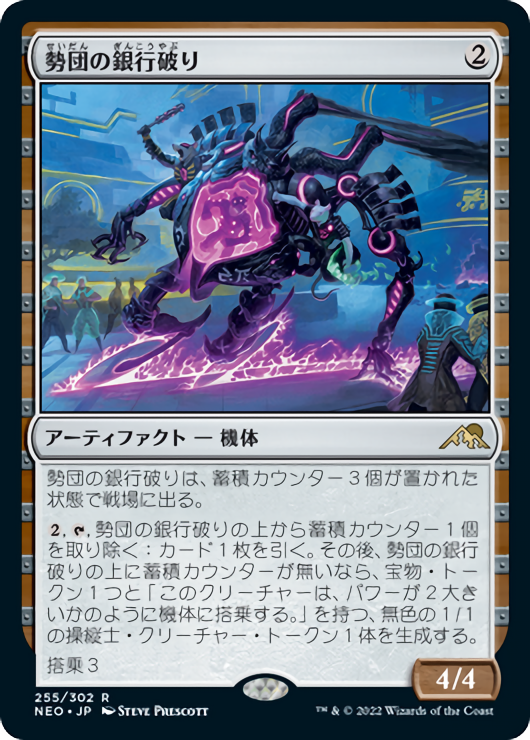 せいだん ぎんこうやぶ
勢団の銀行破り 2
アーティファクト — 機体
勢団の銀行破りは、蓄積カウンター3個が置かれた
状態で戦場に出る。
2, 勢団の銀行破りの上から蓄積カウンター1個
を取り除く:カード1枚を引く。その後、勢団の銀行
破りの上に蓄積カウンターが無いなら、宝物・トー
クン1つと「このクリーチャーは、パワーが2大き
いかのように機体に搭乗する。」を持つ、無色の1/1
の操縦士・クリーチャー・トークン1体を生成する。
搭乗3
4/4
255/302 R
NEO • JP Steve Prescott
™ & © 2022 Wizards of the Coast